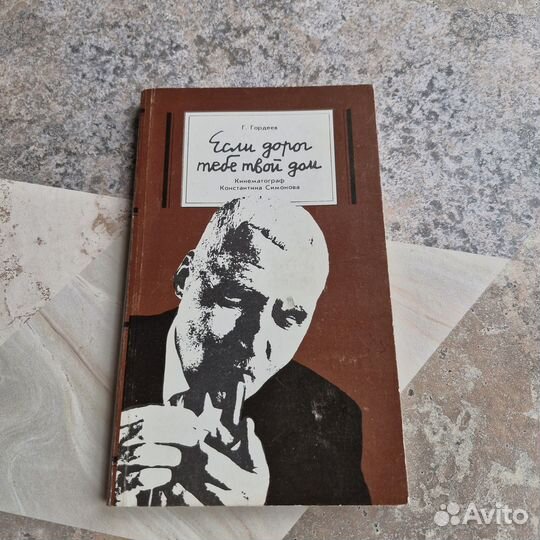 Г. Гордеев
Если дорог
тебе твой дом
Кинематограф
Константина Симонова
Avito